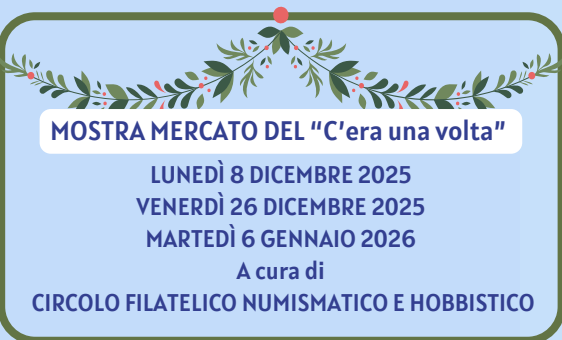 MOSTRA MERCATO DEL “C’era una volta”
LUNEDÌ 8 DICEMBRE 2025
VENERDÌ 26 DICEMBRE 2025
MARTEDÌ 6 GENNAIO 2026
A cura di
CIRCOLO FILATELICO NUMISMATICO E HOBBISTICO